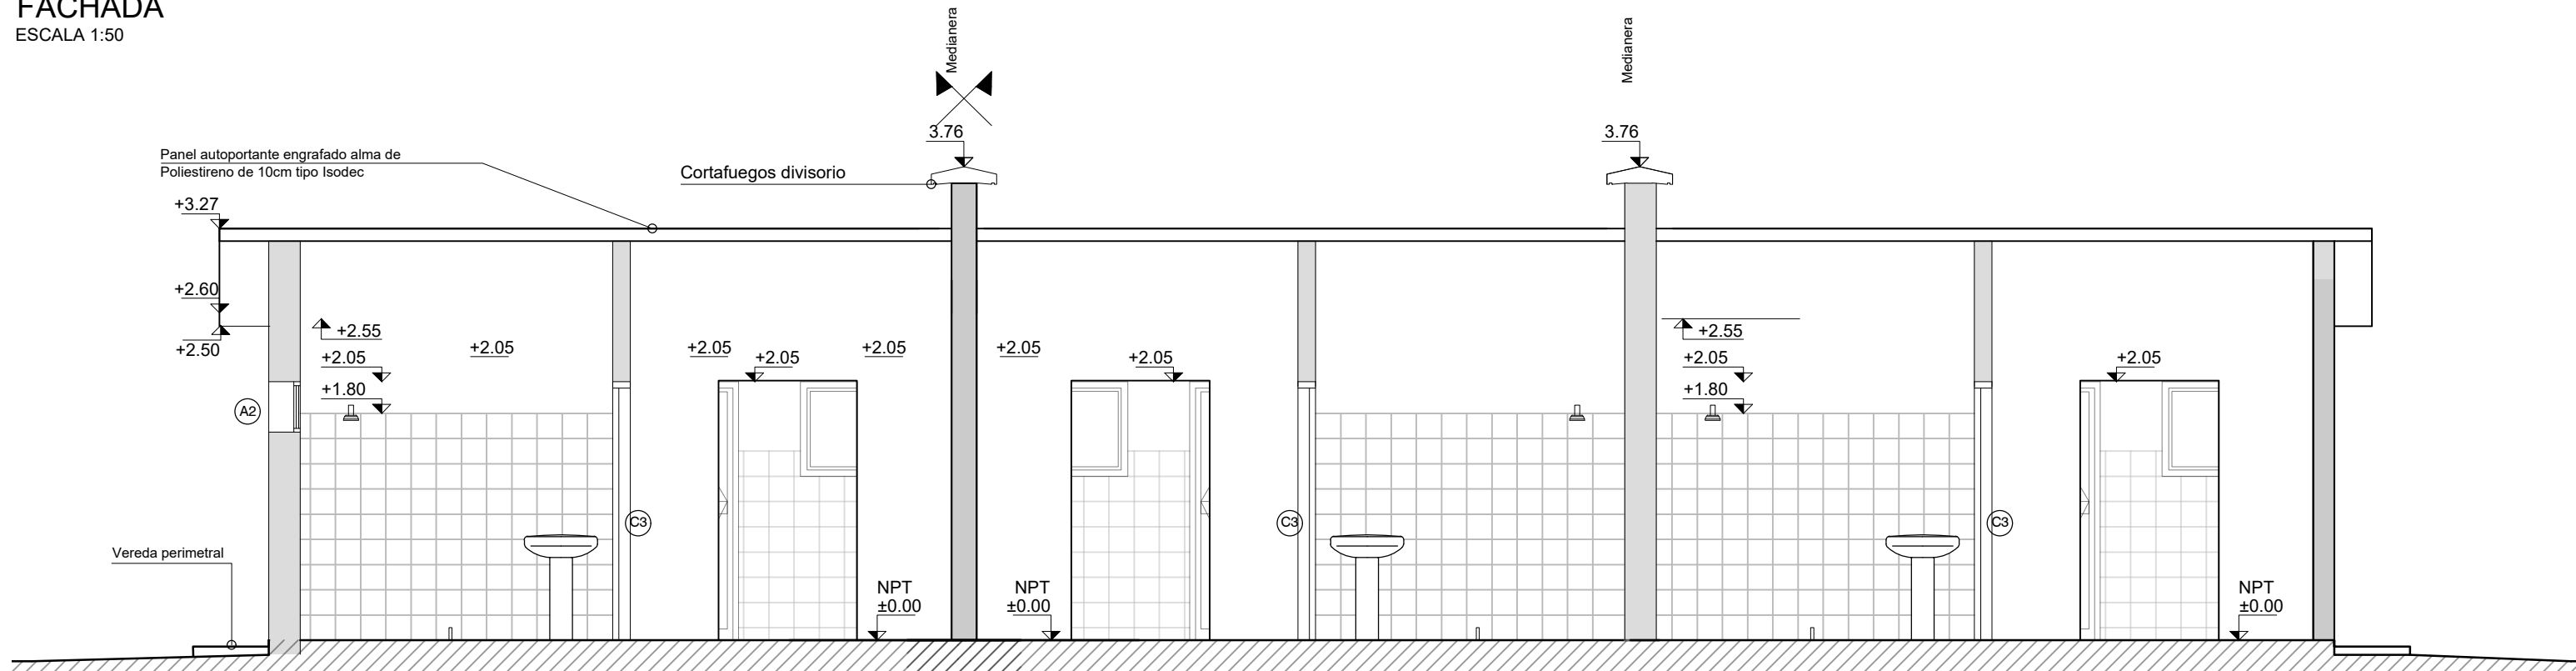 FACHADA
ESCALA 1:50
Medianera
Medianera
3.76
3.76
Panel autoportante engrafado alma de
Poliestireno de 10cm tipo Isodec
Cortafuegos divisorio
+3.27
+2.60
+2.50
+2.55
+2.05
+1.80
+2.05
+2.05
+2.05
+2.05
+2.05
+2.05
+2.55
+2.05
+1.80
+2.05
A2
C3
C3
C3
Vereda perimetral
NPT
±0.00
NPT
±0.00
NPT
±0.00